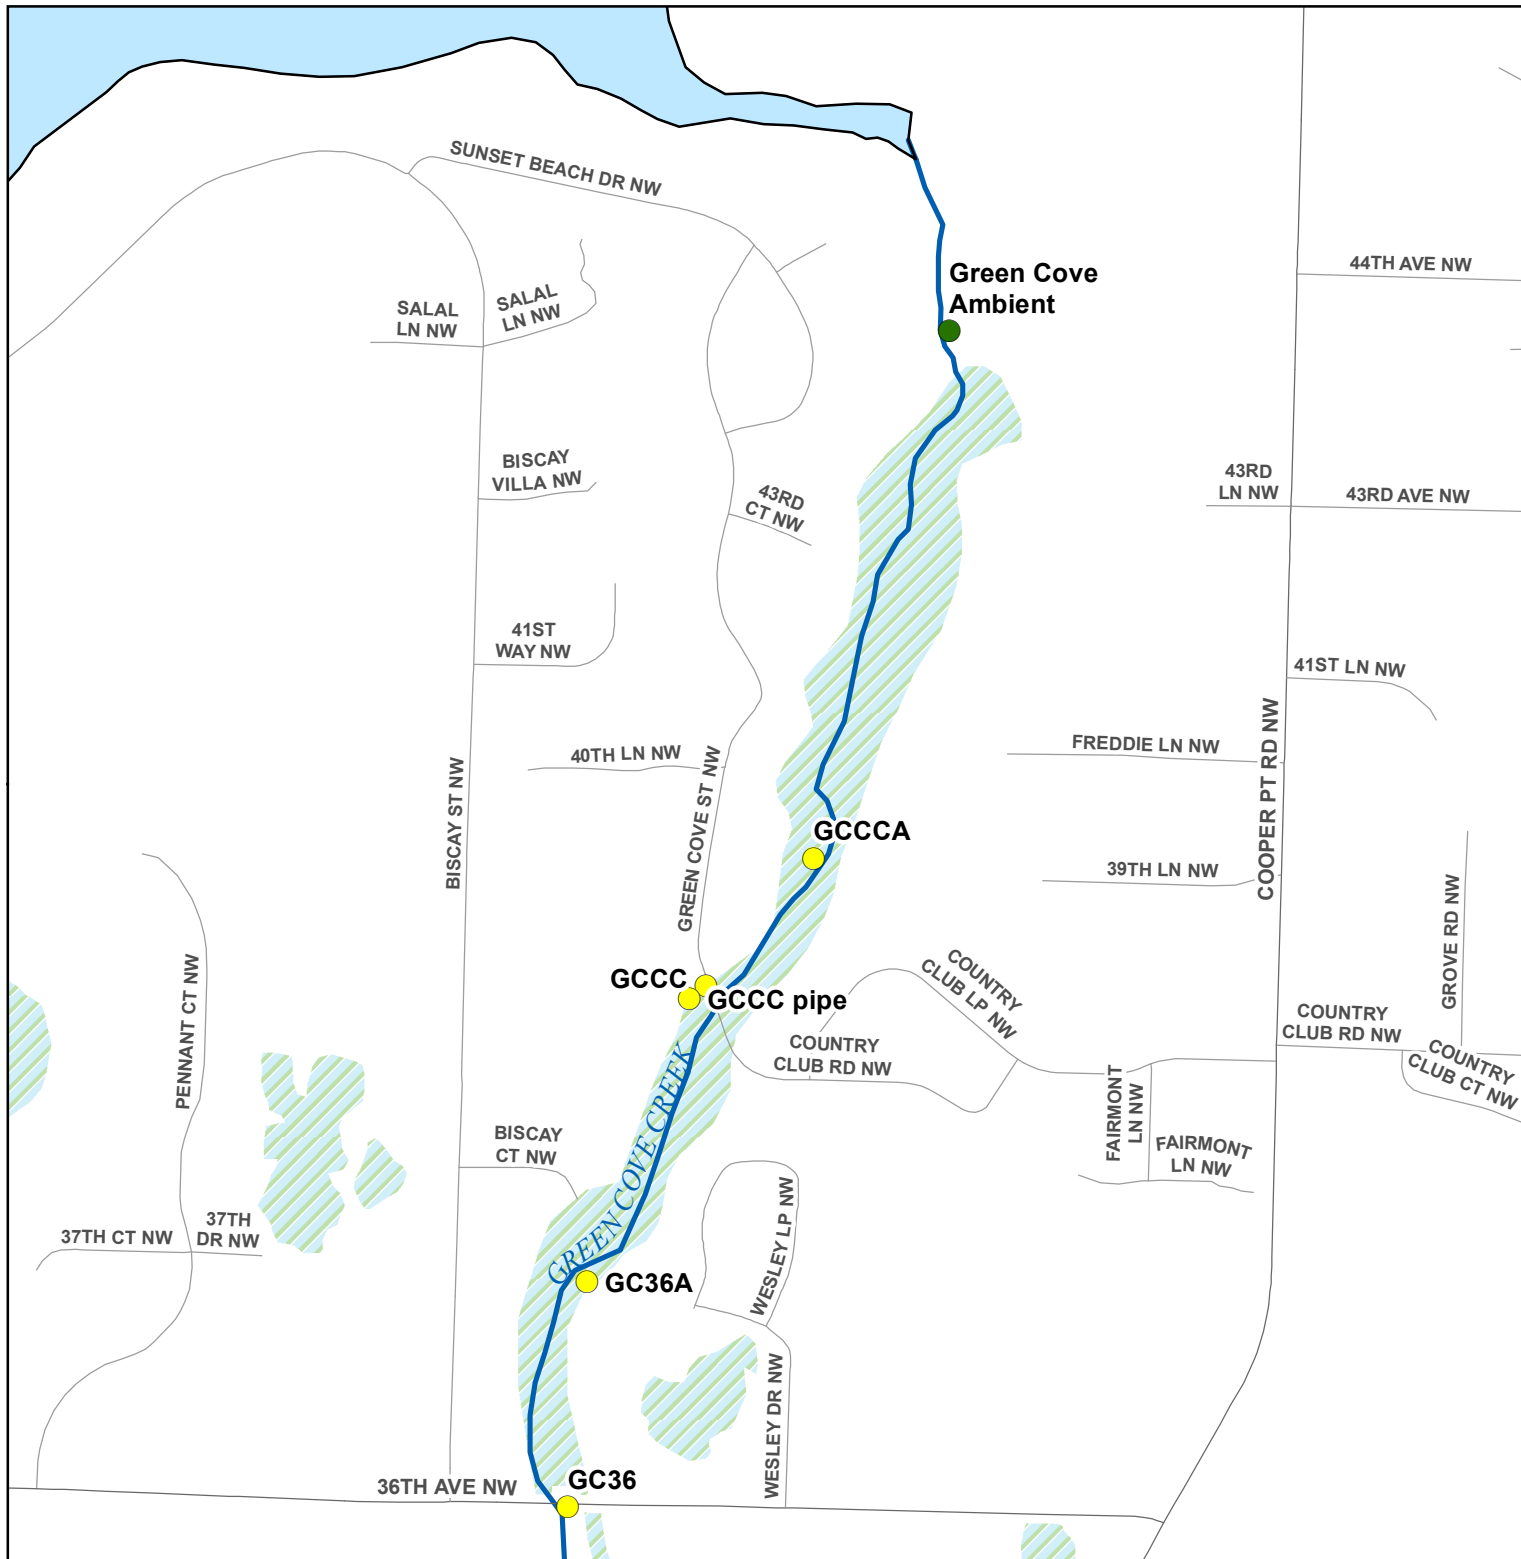 SUNSET BEACH DR NW
Green Cove
Ambient
44TH AVE NW
SALAL
LN NW
SALAL
LN NW
BISCAY
VILLA NW
43RD
CT NW
43RD
LN NW
43RD AVE NW
41ST
WAY NW
41ST LN NW
40TH LN NW
FREDDIE LN NW
COOPER PT RD NW
BISCAY ST NW
GREEN COVE ST NW
GCCCA
39TH LN NW
GROVE RD NW
PENNANT CT NW
GCCC
GCCC pipe
COUNTRY
CLUB LP NW
COUNTRY
CLUB RD NW
COUNTRY
CLUB RD NW
COUNTRY
CLUB CT NW
FAIRMONT
LN NW
FAIRMONT
LN NW
BISCAY
CT NW
GREEN COVE CREEK
37TH CT NW
37TH
DR NW
WESLEY LP NW
GC36A
WESLEY DR NW
36TH AVE NW
GC36